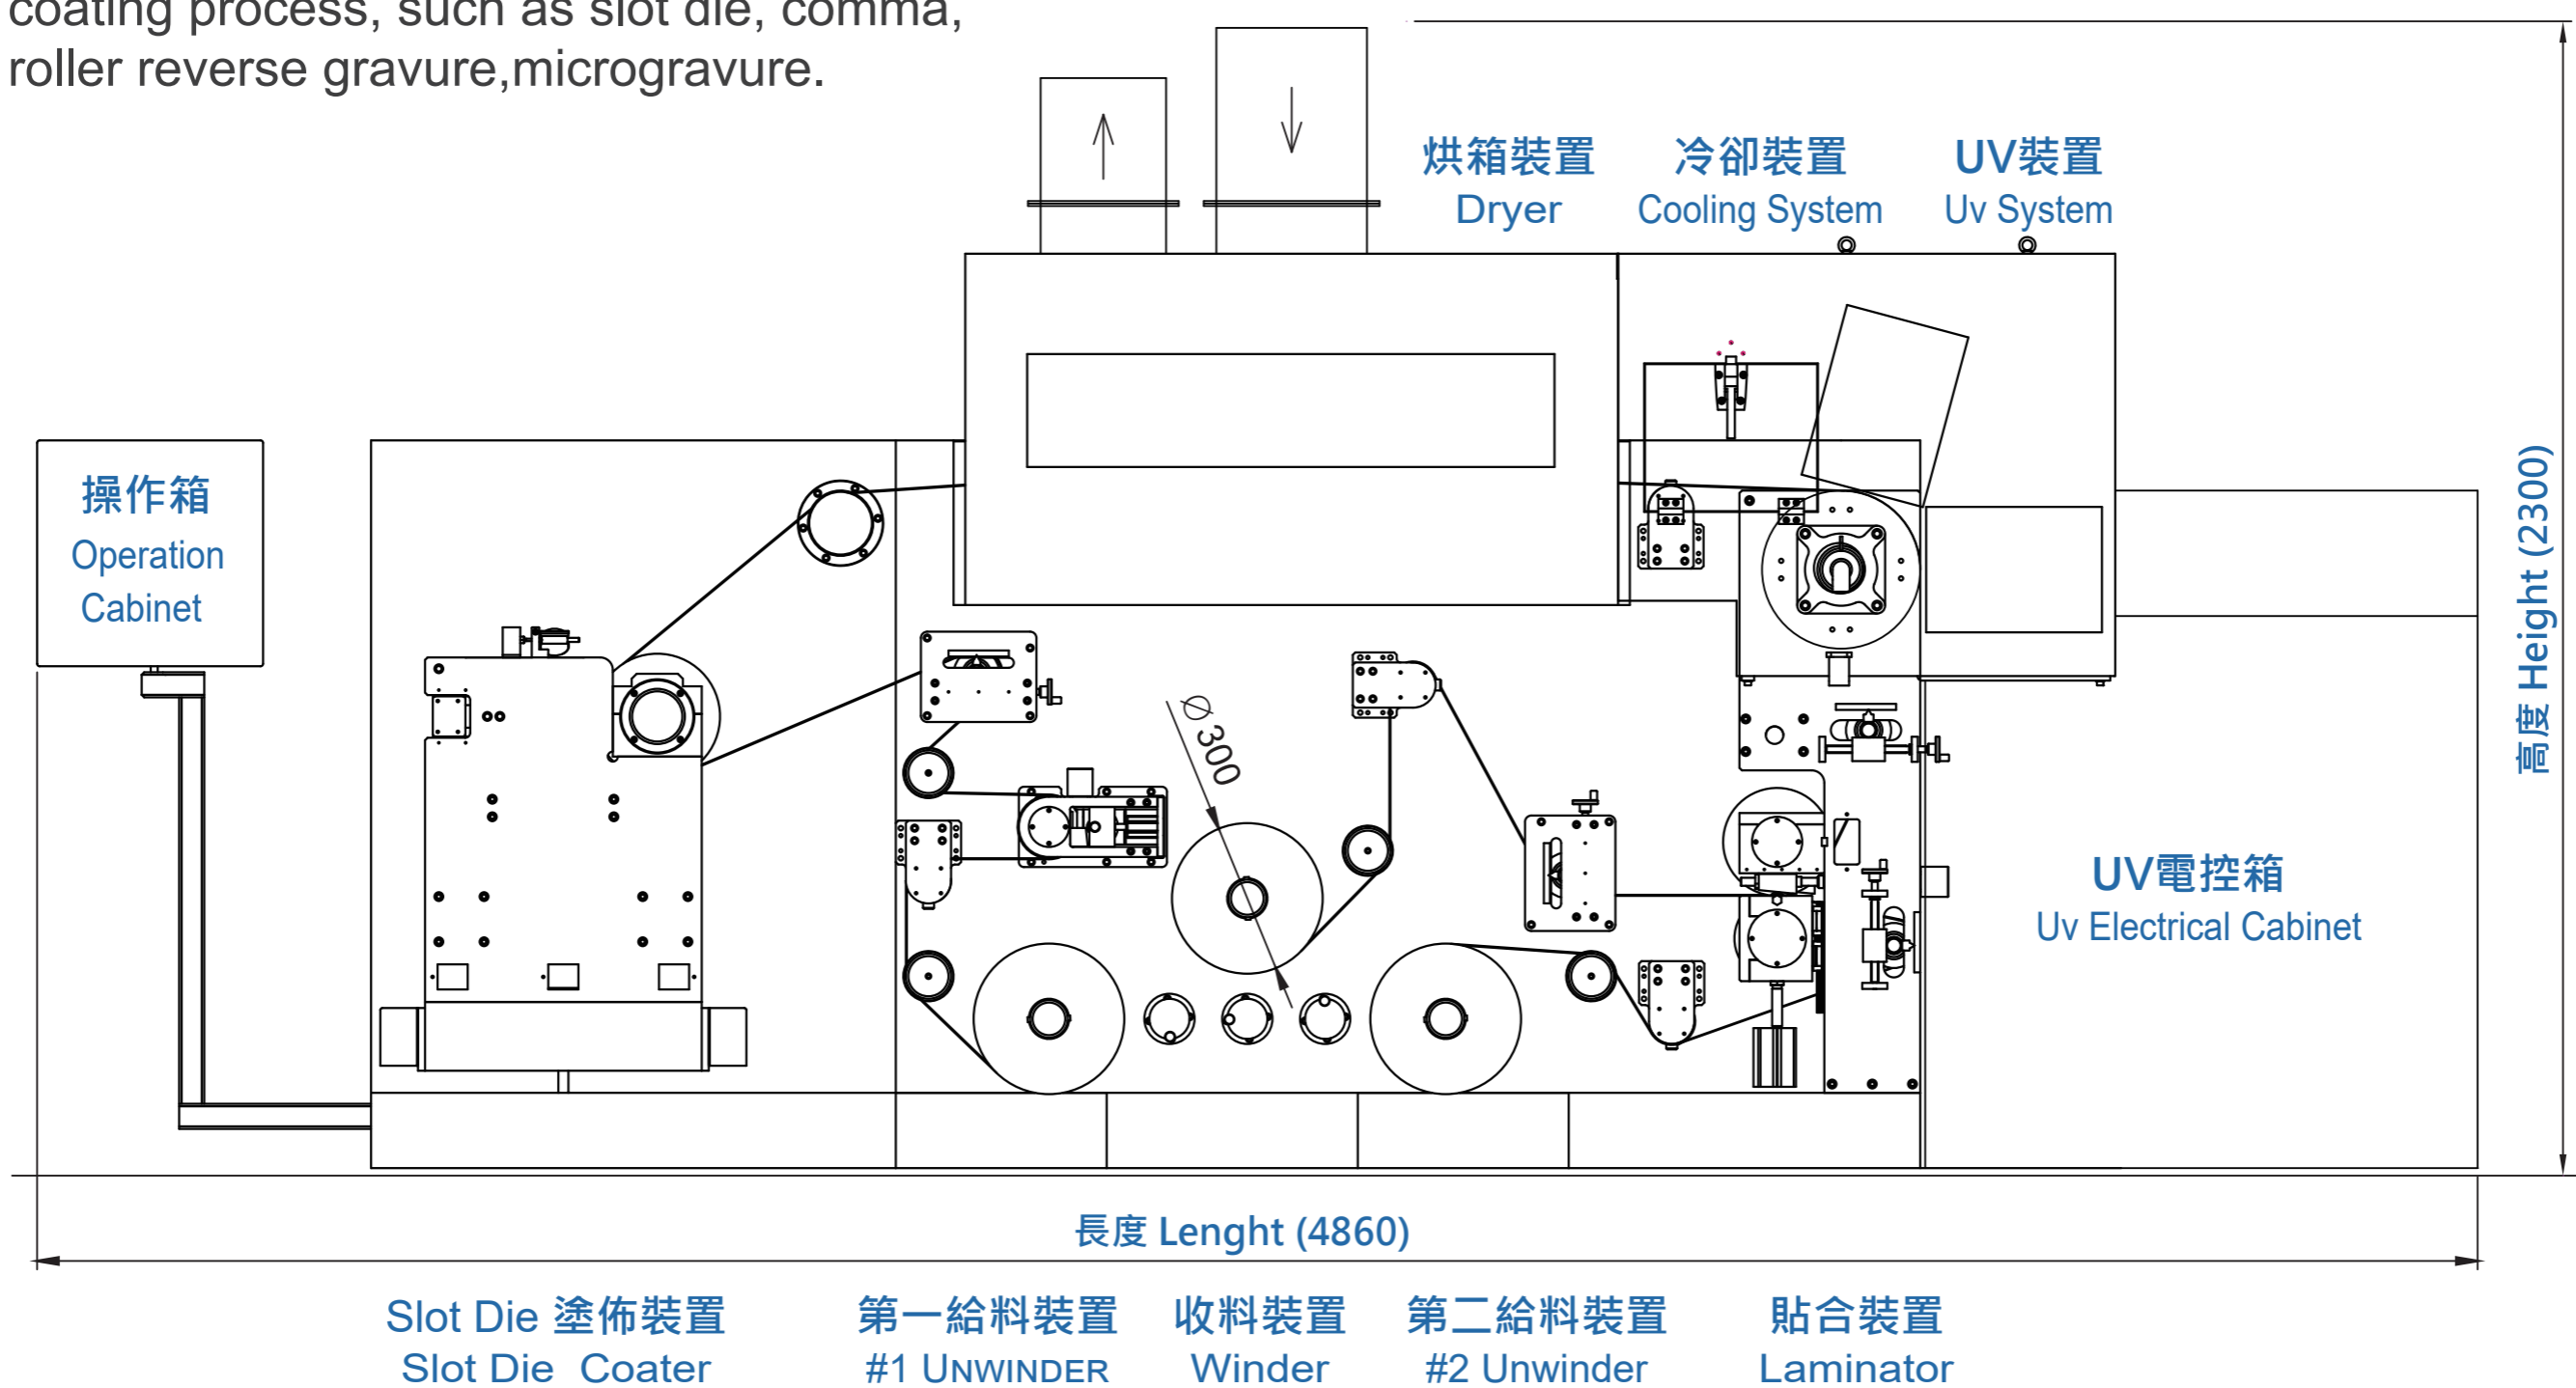 coating process, such as slot die, comma,
roller reverse gravure,microgravure.
烘箱裝置
Dryer
冷卻裝置
Cooling System
UV裝置
Uv System
操作箱
Operation
Cabinet
Ø300
高度 Height (2300)
UV電控箱
Uv Electrical Cabinet
長度 Lenght (4860)
Slot Die 塗佈裝置
Slot Die Coater
第一給料裝置
#1 UNWINDER
收料裝置
Winder
第二給料裝置
#2 Unwinder
貼合裝置
Laminator